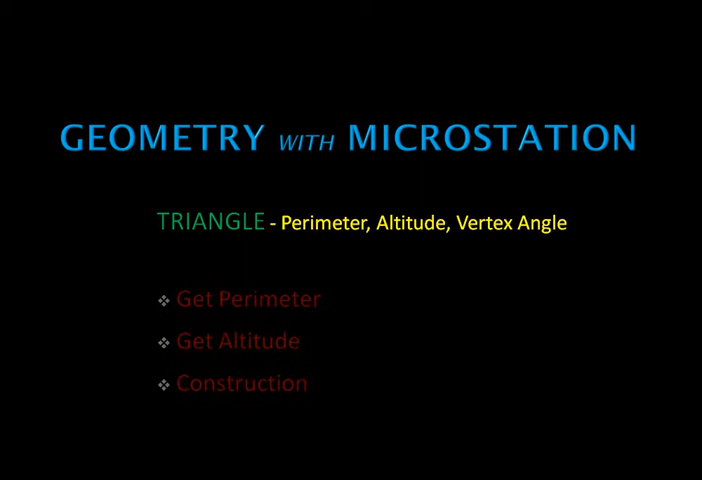 GEOMETRY WITH MICROSTATION
TRIANGLE - Perimeter, Altitude, Vertex Angle
❖ Get Perimeter
❖ Get Altitude
❖ Construction